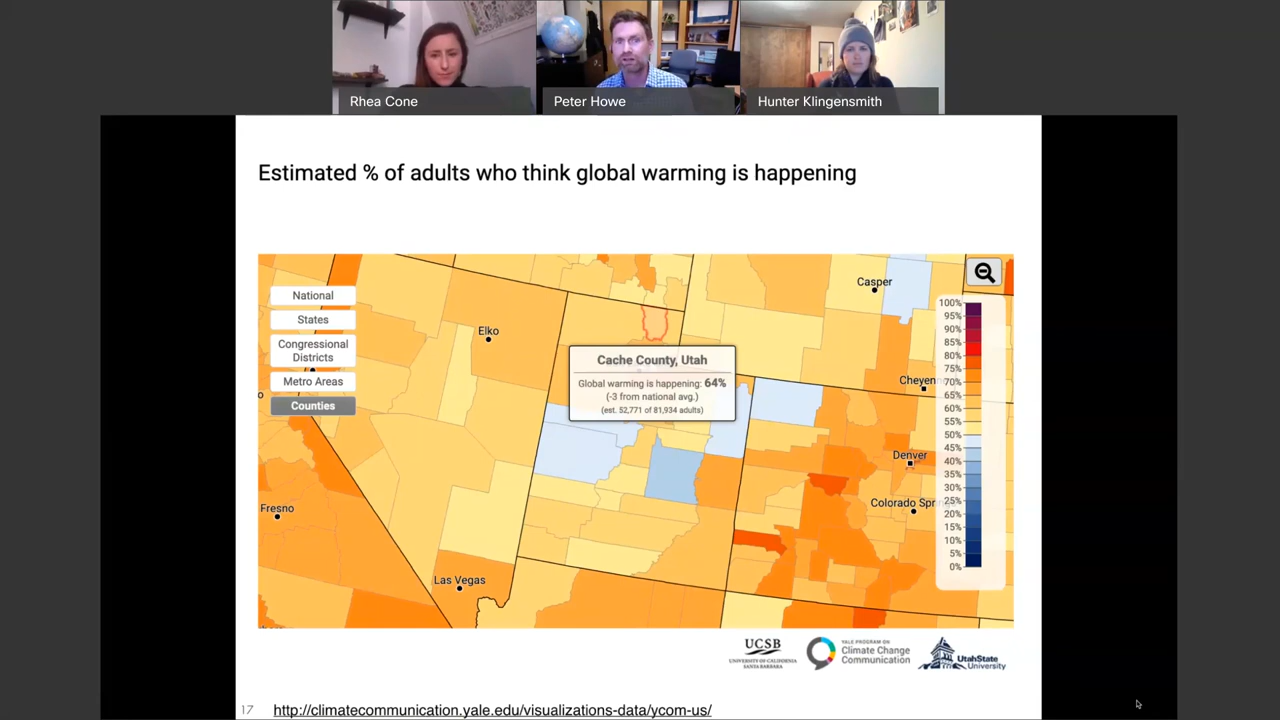 Rhea Cone
Peter Howe
Hunter Klingensmith
Estimated % of adults who think global warming is happening
National
States
Congressional
Districts
Metro Areas
Counties
Elko
Casper
Cache County, Utah
Global warming is happening: 64%
(-3 from national avg.)
(est. 52,771 of 81,934 adults)
Cheyenn
Denver
Colorado Spr
Fresno
Las Vegas
100%
95%
90%
85%
80%
75%
70%
65%
60%
55%
50%
45%
40%
35%
30%
25%
20%
15%
10%
5%
0%
UCSB
UNIVERSITY OF CALIFORNIA
SANTA BARBARA
YALE PROGRAM ON
Climate Change
Communication
UtahState
University
17
http://climatecommunication.yale.edu/visualizations-data/ycom-us/